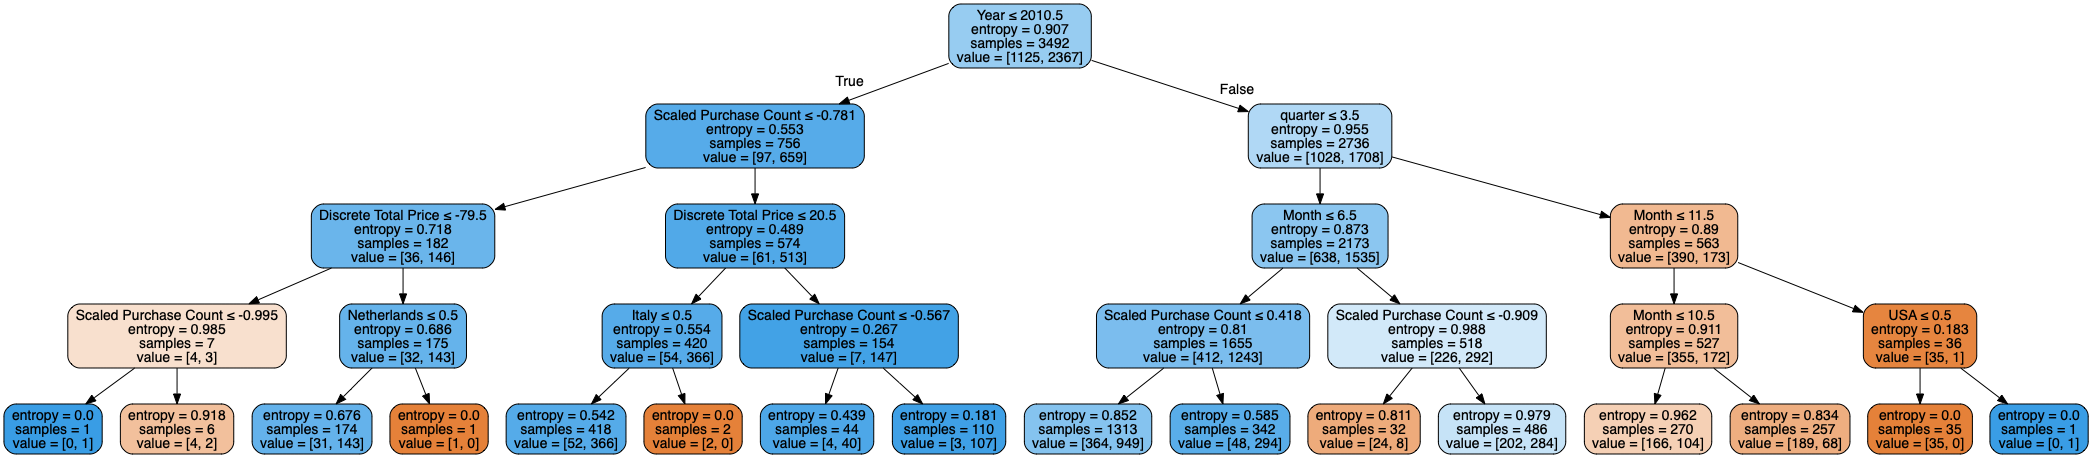 Year ≤ 2010.5
entropy = 0.907
samples = 3492
value = [1125, 2367]
True
False
Scaled Purchase Count ≤ -0.781
entropy = 0.553
samples = 756
value = [97, 659]
quarter ≤ 3.5
entropy = 0.955
samples = 2736
value = [1028, 1708]
Discrete Total Price ≤ -79.5
entropy = 0.718
samples = 182
value = [36, 146]
Discrete Total Price ≤ 20.5
entropy = 0.489
samples = 574
value = [61, 513]
Month ≤ 6.5
entropy = 0.873
samples = 2173
value = [638, 1535]
Month ≤ 11.5
entropy = 0.89
samples = 563
value = [390, 173]
Scaled Purchase Count ≤ -0.995
entropy = 0.985
samples = 7
value = [4, 3]
Netherlands ≤ 0.5
entropy = 0.686
samples = 175
value = [32, 143]
Italy ≤ 0.5
entropy = 0.554
samples = 420
value = [54, 366]
Scaled Purchase Count ≤ -0.567
entropy = 0.267
samples = 154
value = [7, 147]
Scaled Purchase Count ≤ 0.418
entropy = 0.81
samples = 1655
value = [412, 1243]
Scaled Purchase Count ≤ -0.909
entropy = 0.988
samples = 518
value = [226, 292]
Month ≤ 10.5
entropy = 0.911
samples = 527
value = [355, 172]
USA ≤ 0.5
entropy = 0.183
samples = 36
value = [35, 1]
entropy = 0.0
samples = 1
value = [0, 1]
entropy = 0.918
samples = 6
value = [4, 2]
entropy = 0.676
samples = 174
value = [31, 143]
entropy = 0.0
samples = 1
value = [1, 0]
entropy = 0.542
samples = 418
value = [52, 366]
entropy = 0.0
samples = 2
value = [2, 0]
entropy = 0.439
samples = 44
value = [4, 40]
entropy = 0.181
samples = 110
value = [3, 107]
entropy = 0.852
samples = 1313
value = [364, 949]
entropy = 0.585
samples = 342
value = [48, 294]
entropy = 0.811
samples = 32
value = [24, 8]
entropy = 0.979
samples = 486
value = [202, 284]
entropy = 0.962
samples = 270
value = [166, 104]
entropy = 0.834
samples = 257
value = [189, 68]
entropy = 0.0
samples = 35
value = [35, 0]
entropy = 0.0
samples = 1
value = [0, 1]